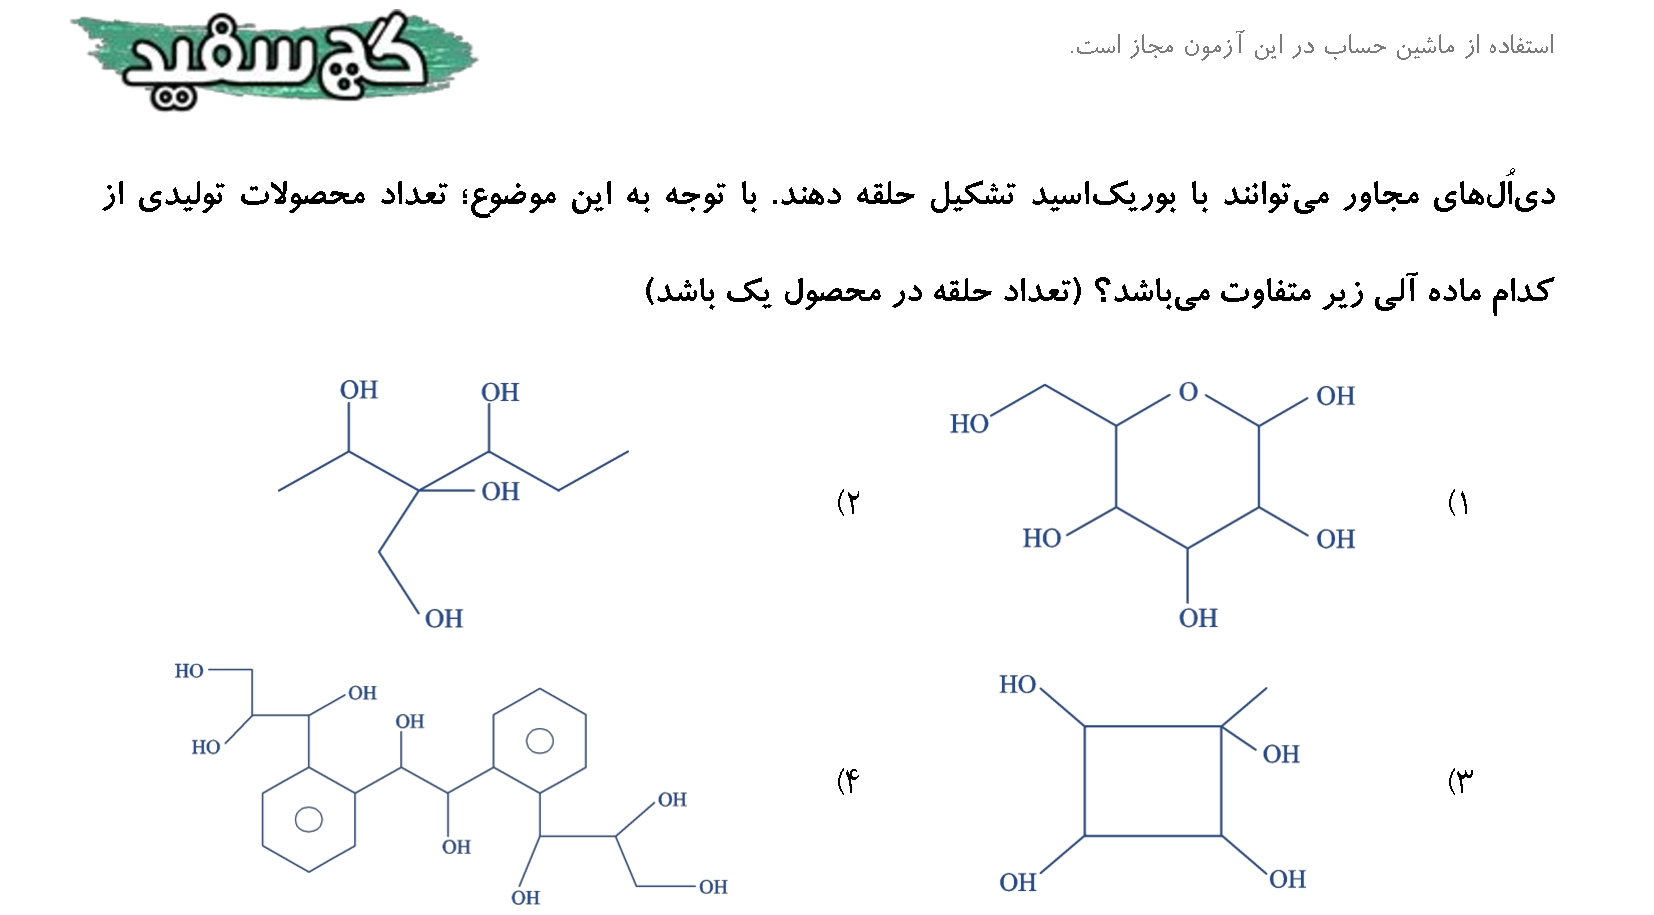 گچ سفید
استفاده از ماشین حساب در این آزمون مجاز است.
دی‌اُل‌های مجاور می‌توانند با بوریک‌اسید تشکیل حلقه دهند. با توجه به این موضوع؛ تعداد محصولات تولیدی از
کدام ماده آلی زیر متفاوت می‌باشد؟ (تعداد حلقه در محصول یک باشد)
۱)
HO
O
OH
HO
OH
OH
۲)
OH
OH
OH
OH
۳)
HO
OH
OH
OH
۴)
HO
OH
HO
OH
OH
OH
OH
OH